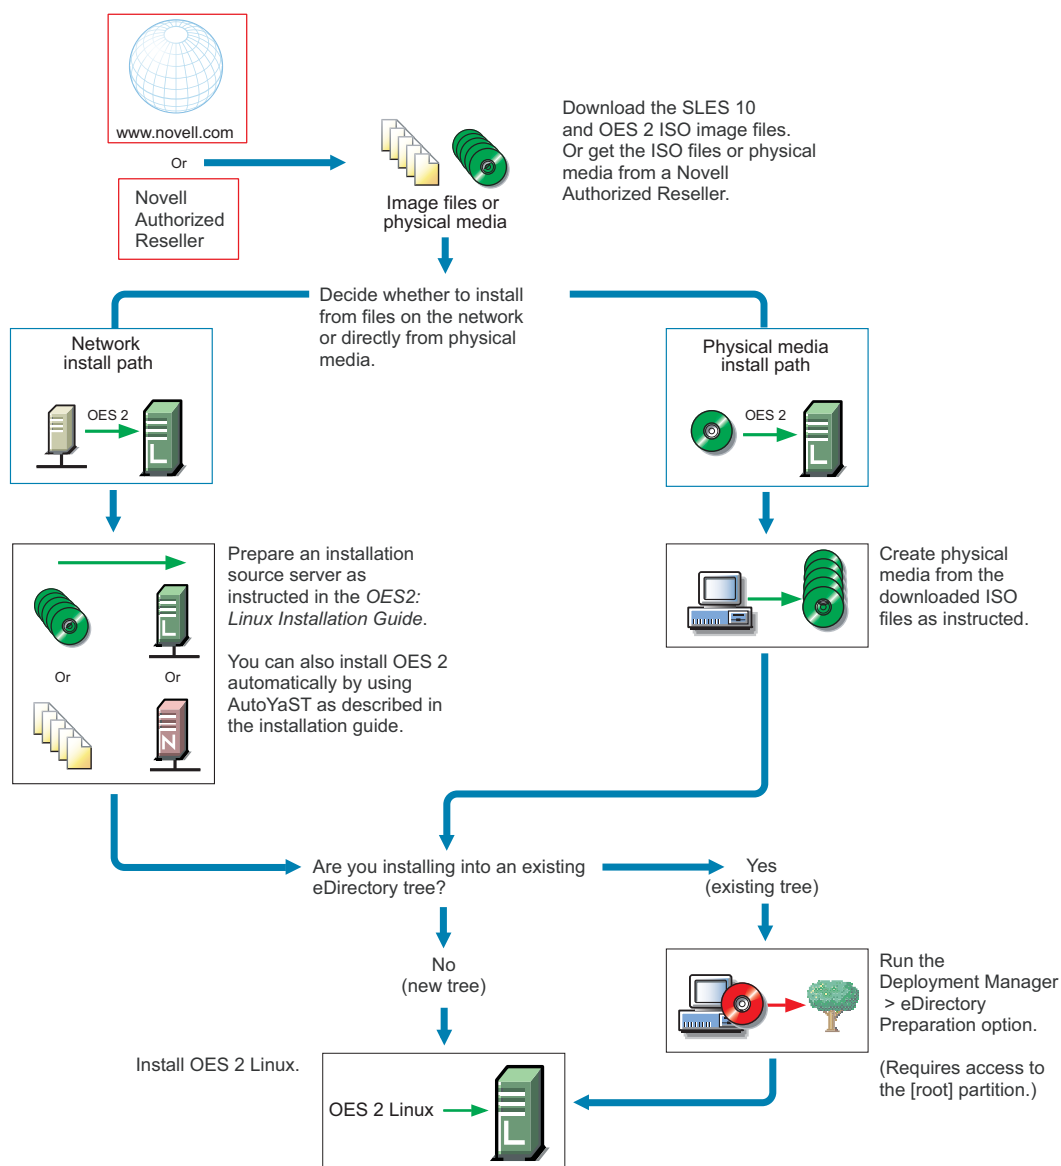 www.novell.com
Or
Novell
Authorized
Reseller
Image files or
physical media
Download the SLES 10
and OES 2 ISO image files.
Or get the ISO files or physical
media from a Novell
Authorized Reseller.
Decide whether to install
from files on the network
or directly from physical
media.
Network
install path
OES 2
L
Physical media
install path
OES 2
L
L
Or
Or
N
Prepare an installation
source server as
instructed in the OES2:
Linux Installation Guide.
You can also install OES 2
automatically by using
AutoYaST as described in
the installation guide.
Create physical
media from the
downloaded ISO
files as instructed.
Are you installing into an existing
eDirectory tree?
Yes
(existing tree)
No
(new tree)
Run the
Deployment Manager
> eDirectory
Preparation option.
(Requires access to
the [root] partition.)
Install OES 2 Linux.
OES 2 Linux
L